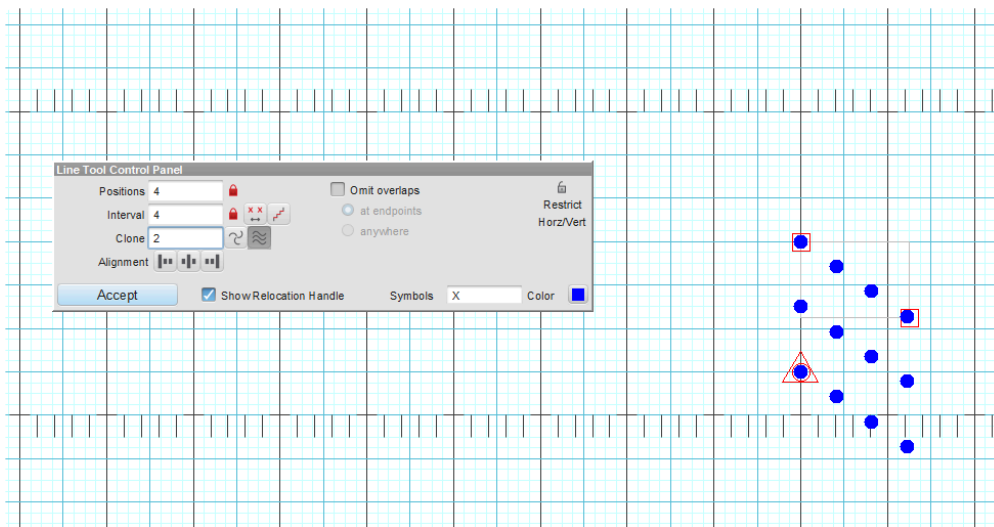 Line Tool Control Panel
Positions 4
Interval 4
X X
Clone 2
Alignment
Omit overlaps
at endpoints
anywhere
Restrict
Horz/Vert
Accept
Show Relocation Handle
Symbols X
Color